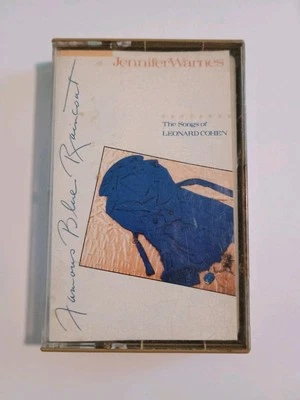 Jennifer Warnes
The Songs of
LEONARD COHEN
Famous Blue Raincoat